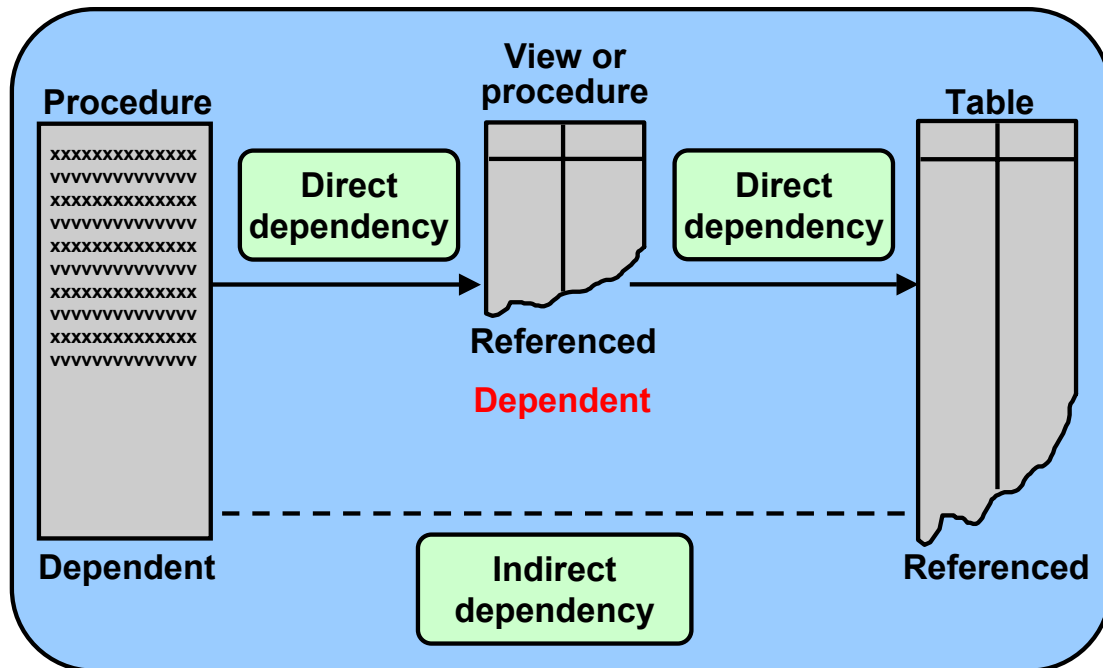 View or
procedure
Procedure
Table
xxxxxxxxxxxxxx
vvvvvvvvvvvvvv
xxxxxxxxxxxxxx
vvvvvvvvvvvvvv
xxxxxxxxxxxxxx
vvvvvvvvvvvvvv
xxxxxxxxxxxxxx
vvvvvvvvvvvvvv
xxxxxxxxxxxxxx
vvvvvvvvvvvvvv
Direct
dependency
Direct
dependency
Referenced
Dependent
Dependent
Indirect
dependency
Referenced